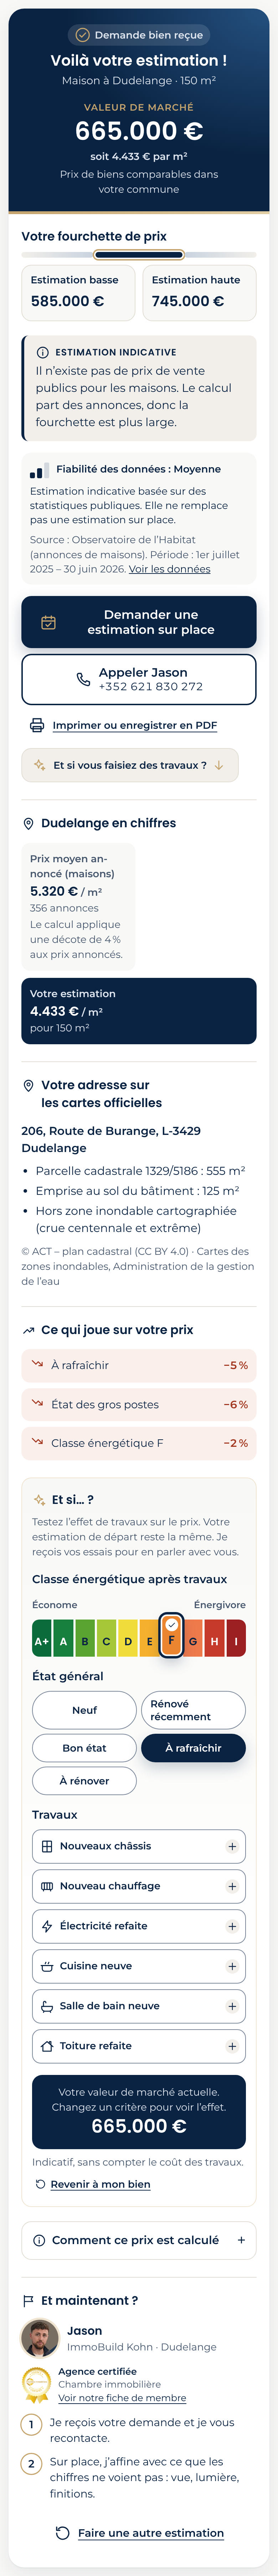 Demande bien reçue
Voilà votre estimation !
Maison à Dudelange · 150 m²
VALEUR DE MARCHÉ
665.000 €
soit 4.433 € par m²
Prix de biens comparables dans
votre commune
Votre fourchette de prix
Estimation basse
585.000 €
Estimation haute
745.000 €
ESTIMATION INDICATIVE
Il n’existe pas de prix de vente
publics pour les maisons. Le calcul
part des annonces, donc la
fourchette est plus large.
Fiabilité des données : Moyenne
Estimation indicative basée sur des
statistiques publiques. Elle ne remplace
pas une estimation sur place.
Source : Observatoire de l’Habitat
(annonces de maisons). Période : 1er juillet
2025 – 30 juin 2026. Voir les données
Demander une
estimation sur place
Appeler Jason
+352 621 830 272
Imprimer ou enregistrer en PDF
Et si vous faisiez des travaux ?
Dudelange en chiffres
Prix moyen an-
noncé (maisons)
5.320 € / m²
356 annonces
Le calcul applique
une décote de 4 %
aux prix annoncés.
Votre estimation
4.433 € / m²
pour 150 m²
Votre adresse sur
les cartes officielles
206, Route de Burange, L-3429
Dudelange
• Parcelle cadastrale 1329/5186 : 555 m²
• Emprise au sol du bâtiment : 125 m²
• Hors zone inondable cartographiée
(crue centennale et extrême)
© ACT – plan cadastral (CC BY 4.0) · Cartes des
zones inondables, Administration de la gestion
de l’eau
Ce qui joue sur votre prix
À rafraîchir −5 %
État des gros postes −6 %
Classe énergétique F −2 %
Et si… ?
Testez l’effet de travaux sur le prix. Votre
estimation de départ reste la même. Je
reçois vos essais pour en parler avec vous.
Classe énergétique après travaux
Économe Énergivore
A+ A B C D E F G H I
État général
Neuf
Rénové
récemment
Bon état
À rafraîchir
À rénover
Travaux
Nouveaux châssis +
Nouveau chauffage +
Électricité refaite +
Cuisine neuve +
Salle de bain neuve +
Toiture refaite +
Votre valeur de marché actuelle.
Changez un critère pour voir l’effet.
665.000 €
Indicatif, sans compter le coût des travaux.
Revenir à mon bien
Comment ce prix est calculé +
Et maintenant ?
Jason
ImmoBuild Kohn · Dudelange
Agence certifiée
Chambre immobilière
Voir notre fiche de membre
1 Je reçois votre demande et je vous
recontacte.
2 Sur place, j’affine avec ce que les
chiffres ne voient pas : vue, lumière,
finitions.
Faire une autre estimation